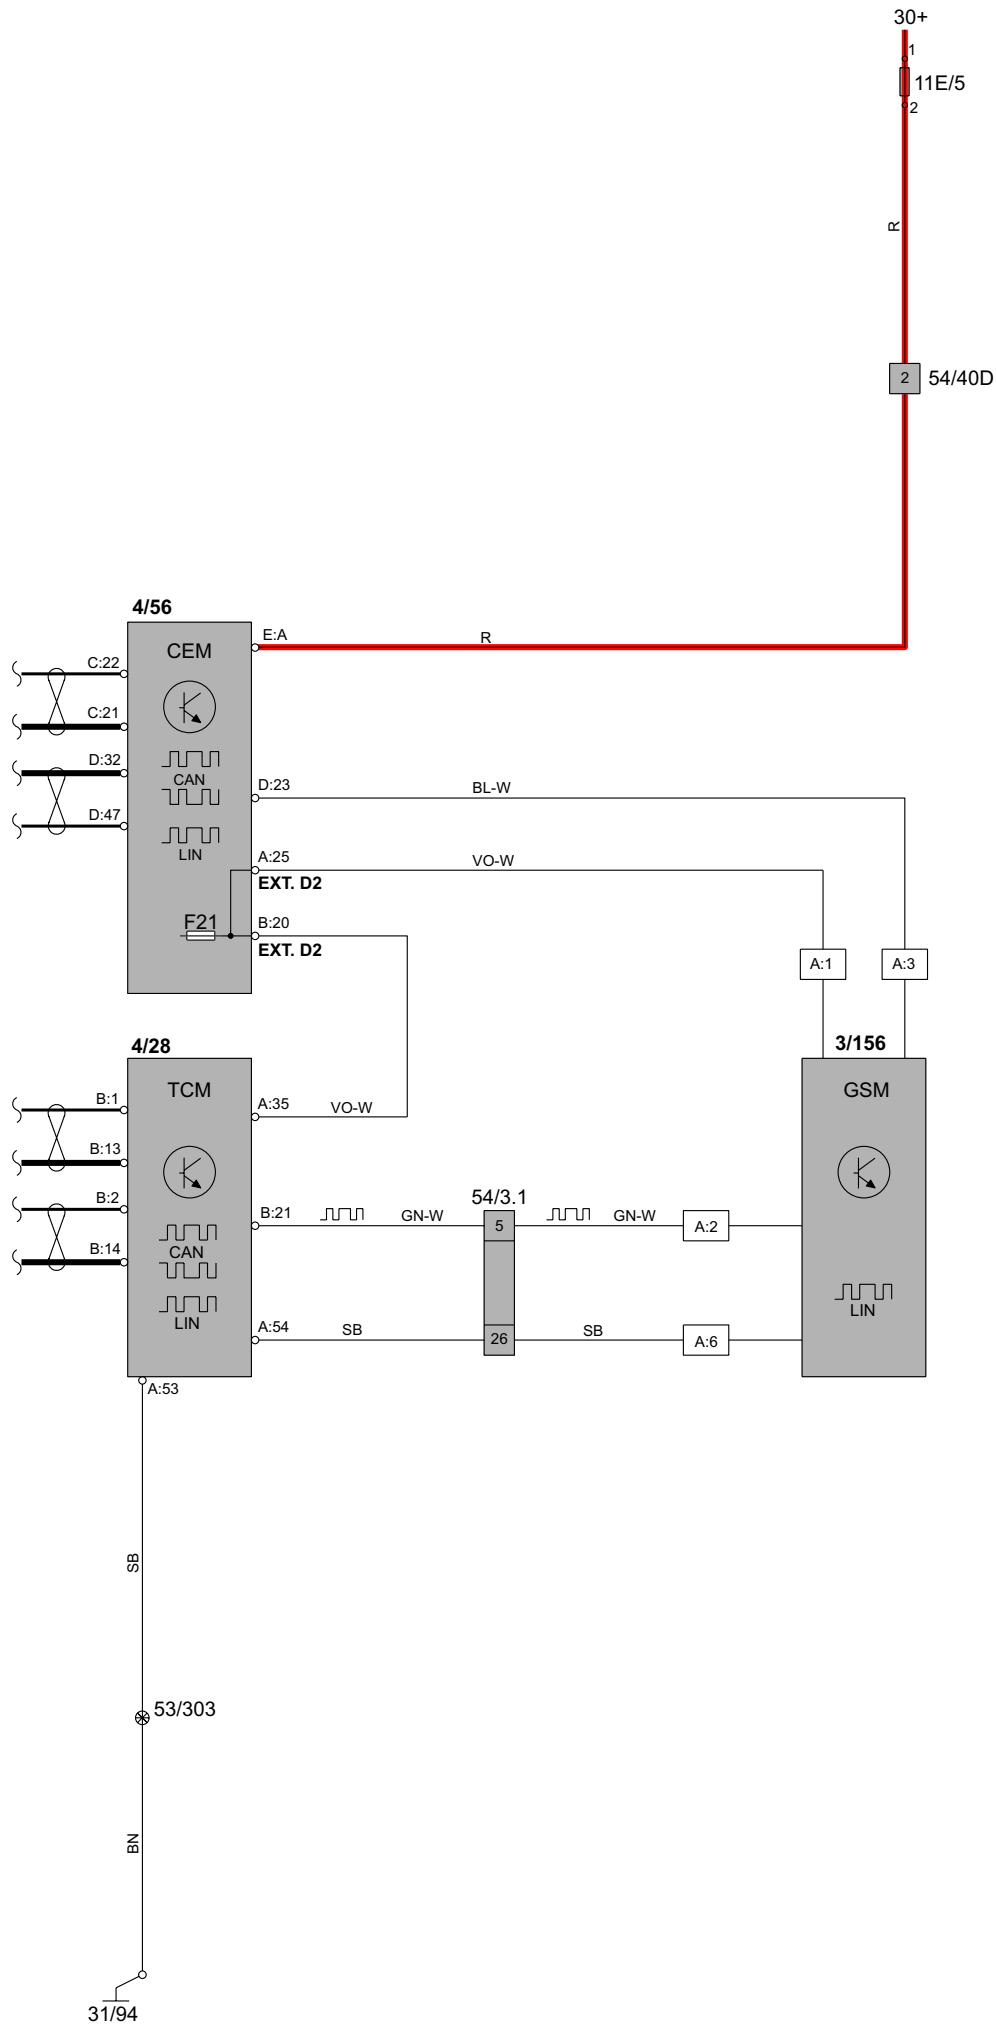 30+
1
11E/5
2
R
2
54/40D
4/56
CEM
E:A
R
C:22
C:21
D:32
CAN
D:23
BL-W
D:47
LIN
A:25
VO-W
EXT. D2
F21
B:20
EXT. D2
A:1
A:3
4/28
3/156
TCM
GSM
B:1
A:35
VO-W
B:13
B:2
54/3.1
B:21
GN-W
5
GN-W
A:2
B:14
CAN
LIN
LIN
A:54
SB
26
SB
A:6
A:53
SB
53/303
BN
31/94